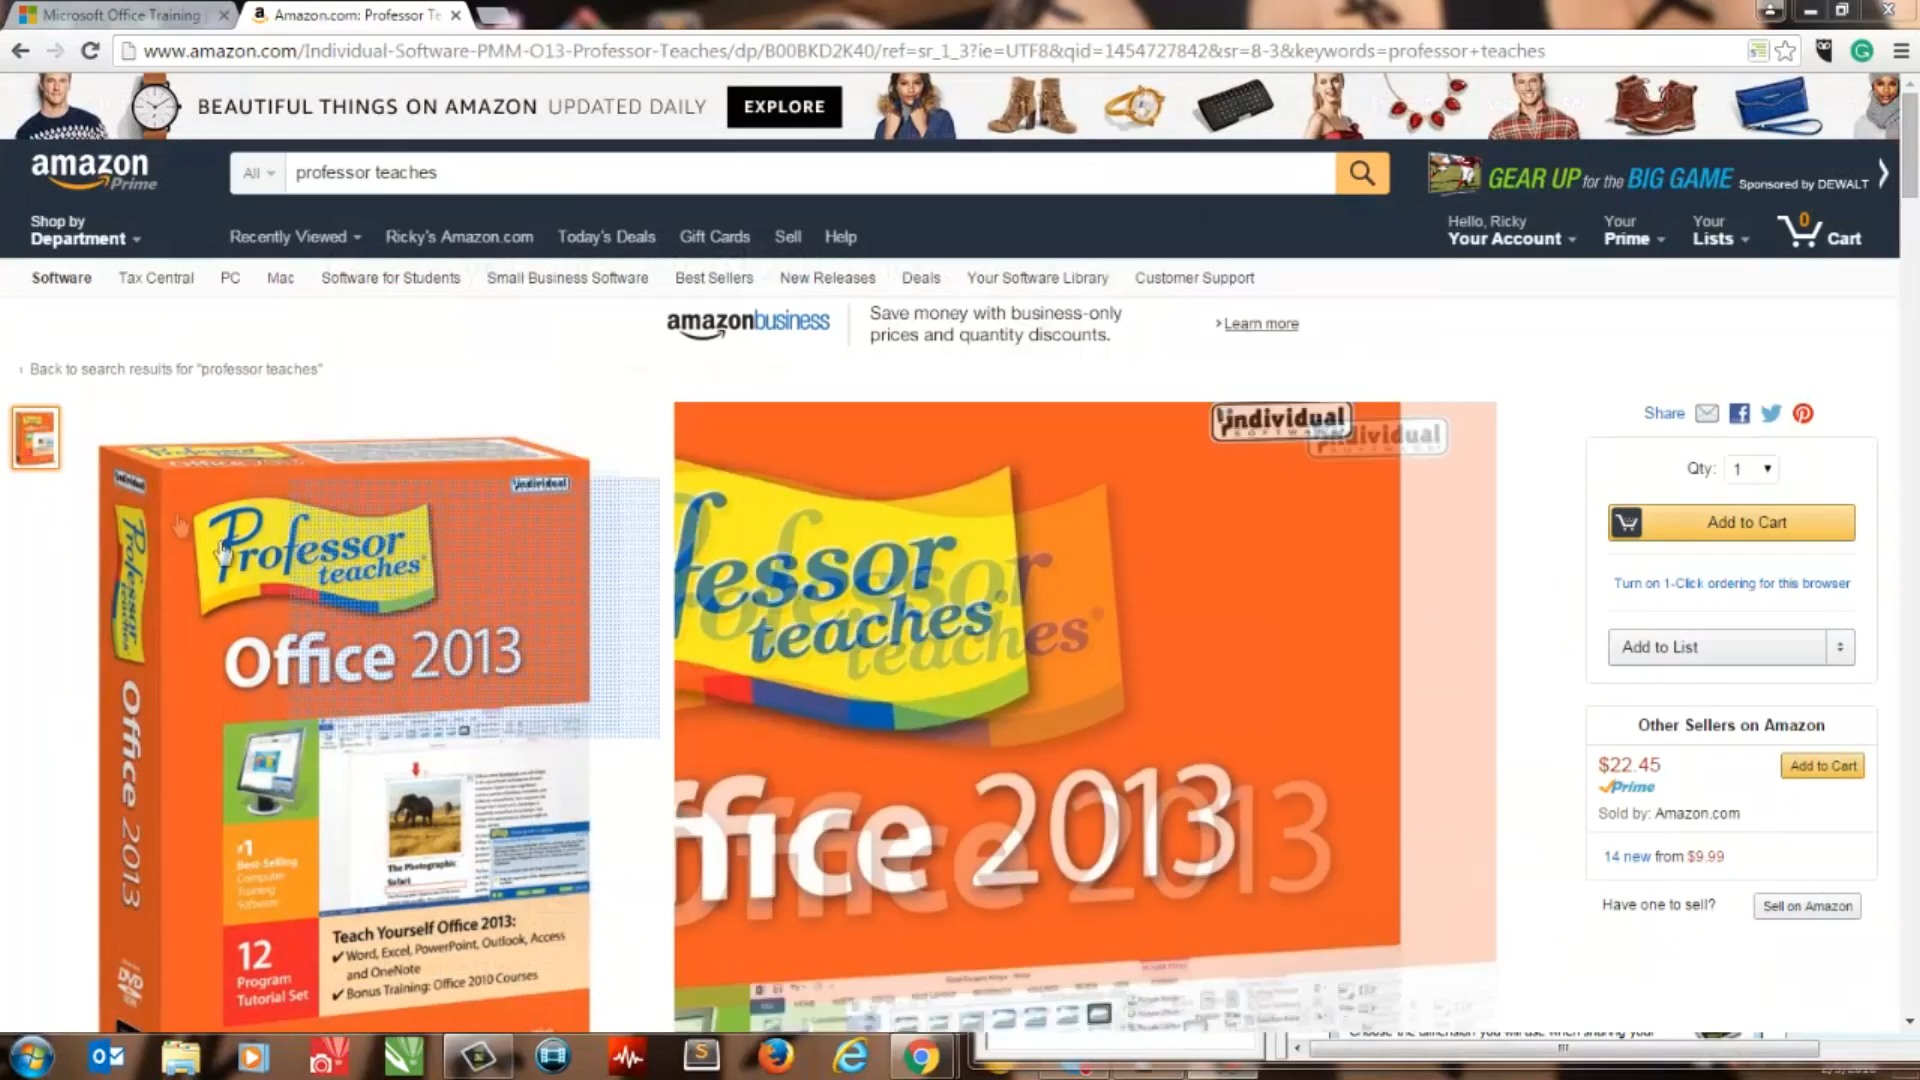 Microsoft Office Training
Amazon.com: Professor Te
www.amazon.com/Individual-Software-PMM-O13-Professor-Teaches/dp/B00BKD2K40/ref=sr_1_3?ie=UTF8&qid=1454727842&sr=8-3&keywords=professor+teaches
BEAUTIFUL THINGS ON AMAZON UPDATED DAILY EXPLORE
amazon Prime
All
professor teaches
GEAR UP for the BIG GAME Sponsored by DEWALT
Shop by
Department
Recently Viewed
Ricky's Amazon.com
Today's Deals
Gift Cards
Sell
Help
Hello, Ricky
Your Account
Your
Prime
Your
Lists
0
Cart
Software
Tax Central
PC
Mac
Software for Students
Small Business Software
Best Sellers
New Releases
Deals
Your Software Library
Customer Support
amazonbusiness
Save money with business-only
prices and quantity discounts.
Learn more
‹ Back to search results for "professor teaches"
individual
Professor
teaches
Office 2013
Professor teaches
Office 2013
#1
Best-Selling
Computer
Training
Software
The Photographic
Safari
12
Program
Tutorial Set
Teach Yourself Office 2013:
✓ Word, Excel, PowerPoint, Outlook, Access
and OneNote
✓ Bonus Training: Office 2010 Courses
DVD
individual
SOFTWARE
fessor
teaches
ffice 2013
Share
Qty: 1
Add to Cart
Turn on 1-Click ordering for this browser
Add to List
Other Sellers on Amazon
$22.45
Add to Cart
Prime
Sold by: Amazon.com
14 new from $9.99
Have one to sell?
Sell on Amazon